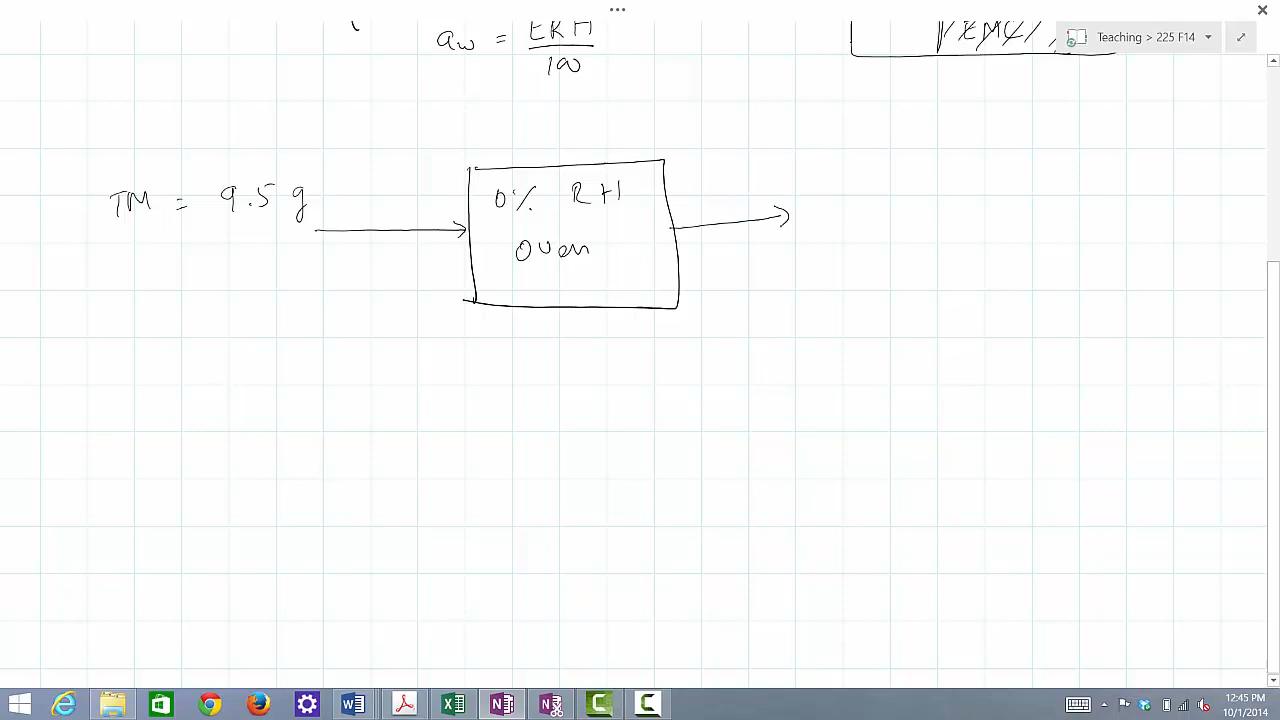 aw = ERH
100
Teaching > 225 F14
TM = 9.5 g
0% RH
oven
12:45 PM
10/1/2014